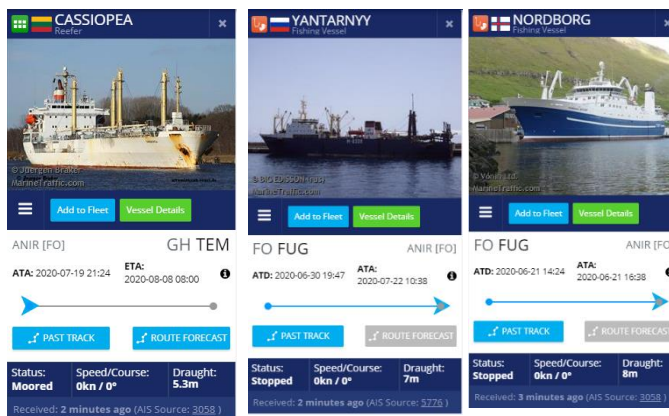 CASSIOPEA
Reefer
© Juergen Braker
MarineTraffic.com
Add to Fleet
Vessel Details
ANIR [FO]
GH TEM
ATA: 2020-07-19 21:24
ETA:
2020-08-08 08:00
PAST TRACK
ROUTE FORECAST
Status:
Moored
Speed/Course:
0kn / 0°
Draught:
5.3m
Received: 2 minutes ago (AIS Source: 3058 )
YANTARNYY
Fishing Vessel
MarineTraffic.com
Add to Fleet
Vessel Details
FO FUG
ANIR [FO]
ATD: 2020-06-30 19:47
ATA:
2020-07-22 10:38
PAST TRACK
ROUTE FORECAST
Status:
Stopped
Speed/Course:
0kn / 0°
Draught:
7m
Received: 2 minutes ago (AIS Source: 5776 )
NORDBORG
Fishing Vessel
MarineTraffic.com
Add to Fleet
Vessel Details
FO FUG
ANIR [FO]
ATD: 2020-06-21 14:24
ATA:
2020-06-21 16:38
PAST TRACK
ROUTE FORECAST
Status:
Stopped
Speed/Course:
0kn / 0°
Draught:
8m
Received: 3 minutes ago (AIS Source: 3058 )